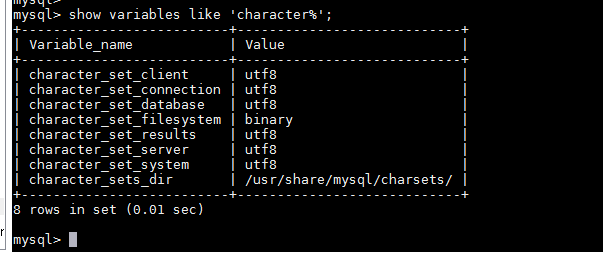 mysql> show variables like 'character%';
+--------------------------+----------------------------+
| Variable_name | Value |
+--------------------------+----------------------------+
| character_set_client | utf8 |
| character_set_connection | utf8 |
| character_set_database | utf8 |
| character_set_filesystem | binary |
| character_set_results | utf8 |
| character_set_server | utf8 |
| character_set_system | utf8 |
| character_sets_dir | /usr/share/mysql/charsets/ |
+--------------------------+----------------------------+
8 rows in set (0.01 sec)
mysql>